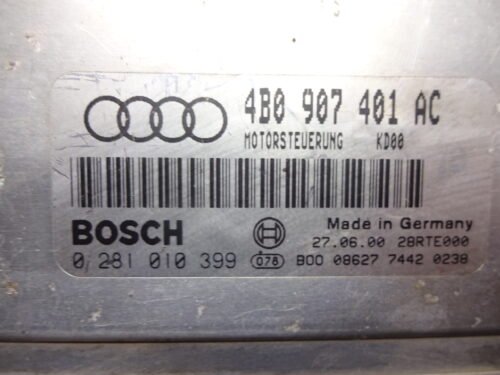 4B0 907 401 AC
MOTORSTEUERUNG KD00
BOSCH
Made in Germany
27.06.00 28RTE000
0 281 010 399 078 B00 08627 7442 0238